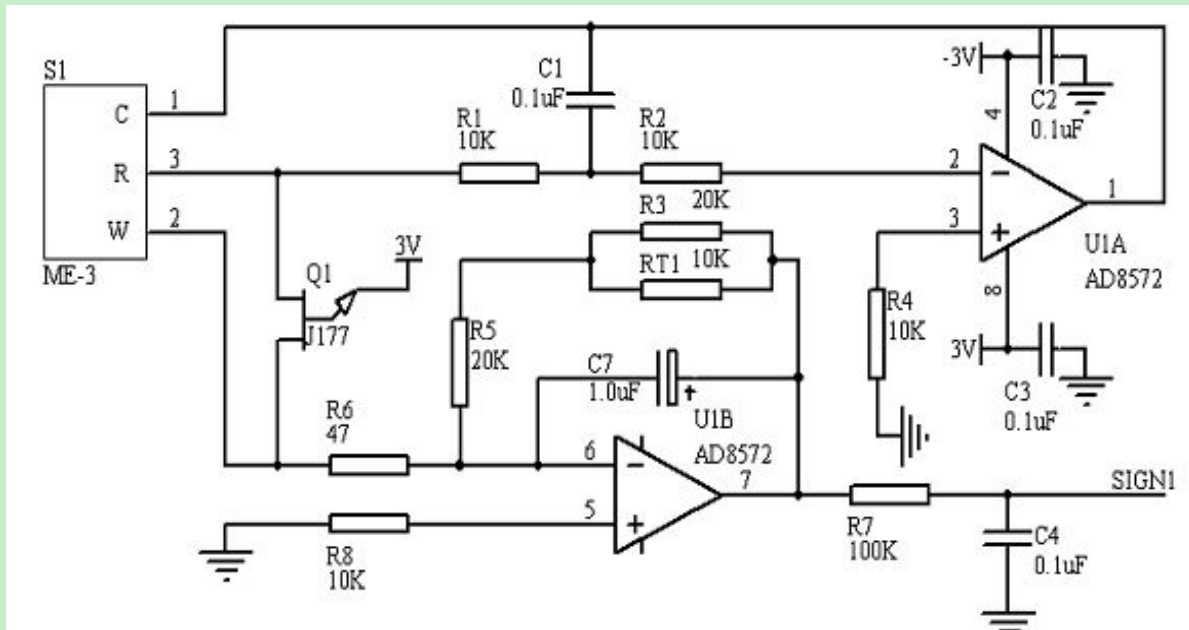 S1
C
1
R
3
W
2
ME-3
C1
0.1uF
R1
10K
R2
10K
20K
R3
RT1
10K
3V
Q1
J177
R5
20K
C7
1.0uF
+
R6
47
R8
10K
6
−
5
+
U1B
AD8572
7
-3V
4
C2
0.1uF
2
−
3
+
1
U1A
AD8572
8
3V
C3
0.1uF
R4
10K
R7
100K
SIGN1
C4
0.1uF